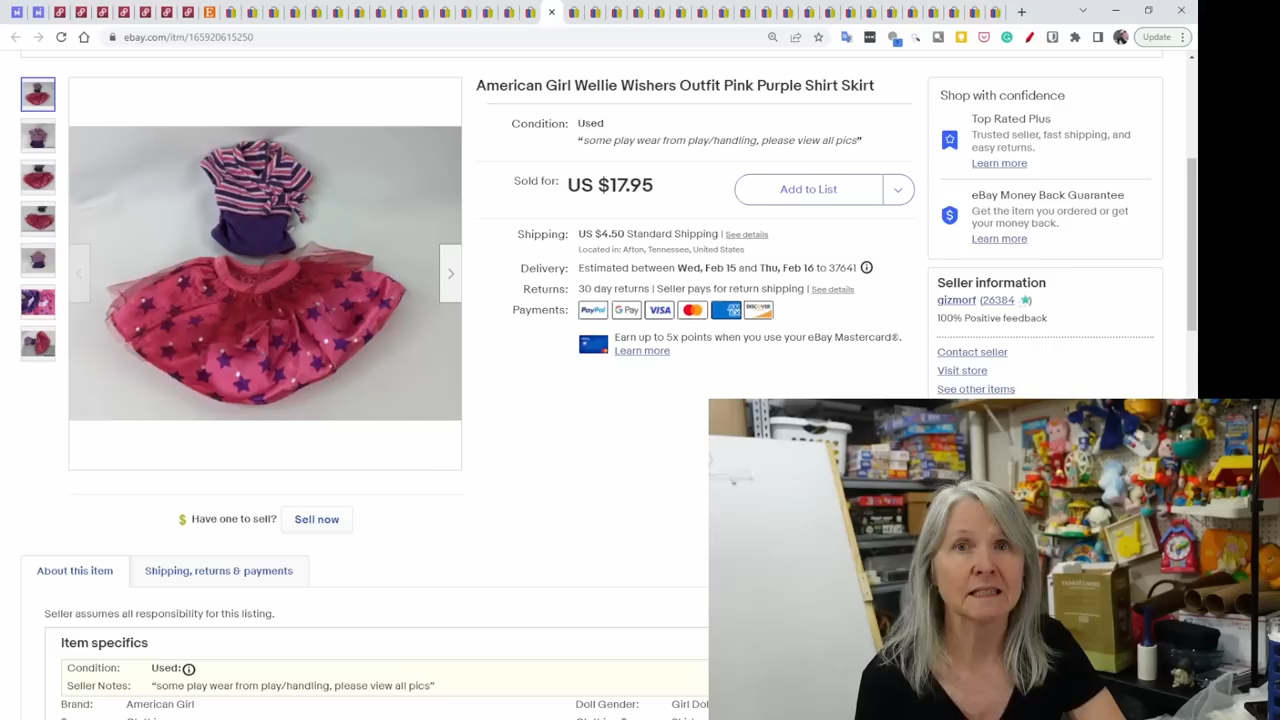 ebay.com/itm/165920615250
Update
American Girl Wellie Wishers Outfit Pink Purple Shirt Skirt
Condition:
Used
“some play wear from play/handling, please view all pics”
Sold for:
US $17.95
Add to List
Shipping:
US $4.50 Standard Shipping | See details
Located in: Afton, Tennessee, United States
Delivery:
Estimated between Wed, Feb 15 and Thu, Feb 16 to 37641
Returns:
30 day returns | Seller pays for return shipping | See details
Payments:
PayPal
G Pay
VISA
DISCOVER
Earn up to 5x points when you use your eBay Mastercard®.
Learn more
Shop with confidence
Top Rated Plus
Trusted seller, fast shipping, and
easy returns.
Learn more
eBay Money Back Guarantee
Get the item you ordered or get
your money back.
Learn more
Seller information
gizmorf (26384)
100% Positive feedback
Contact seller
Visit store
See other items
Have one to sell?
Sell now
About this item
Shipping, returns & payments
Seller assumes all responsibility for this listing.
Item specifics
Condition:
Used:
Seller Notes:
“some play wear from play/handling, please view all pics”
Brand:
American Girl
Doll Gender:
Girl Dol